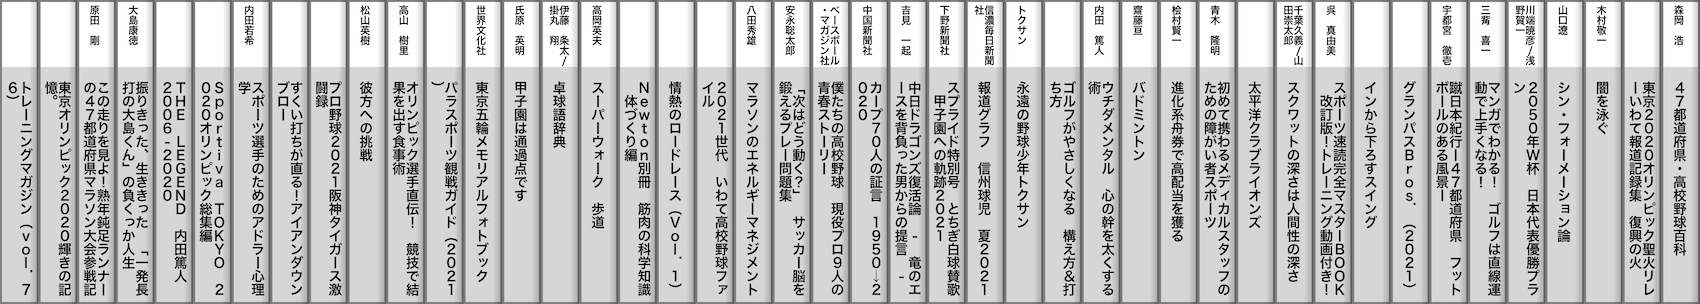 森岡 浩
47都道府県・高校野球百科
東京2020オリンピック聖火リレ
ーいわて報道記録集 復興の火
木村敬一
闇を泳ぐ
山口遼
シン・フォーメーション論
川端暁彦/浅
野賀一
2050年W杯 日本代表優勝プラ
ン
三觜 喜一
マンガでわかる! ゴルフは直線運
動で上手くなる!
宇都宮 徹壱
蹴日本紀行ー47都道府県 フット
ボールのある風景ー
グランパスBros.(2021)
インから下ろすスイング
呉 真由美
スポーツ速読完全マスターBOOK
改訂版!トレーニング動画付き!
千葉久義/山
田崇太郎
スクワットの深さは人間性の深さ
太平洋クラブライオンズ
青木 隆明
初めて携わるメディカルスタッフの
ための障がい者スポーツ
桧村賢一
進化系舟券で高配当を獲る
齋藤亘
バドミントン
内田 篤人
ウチダメンタル 心の幹を太くする
術
ゴルフがやさしくなる 構え方&打
ち方
トクサン
永遠の野球少年トクサン
信濃毎日新聞
社
報道グラフ 信州球児 夏2021
下野新聞社
スプライド特別号 とちぎ白球賛歌
甲子園への軌跡2021
吉見 一起
中日ドラゴンズ復活論 - 竜のエ
ースを背負った男からの提言 -
中国新聞社
カープ70人の証言 1950→2
020
ベースボール
・マガジン社
僕たちの高校野球 現役プロ9人の
青春ストーリー
安永聡太郎
「次はどう動く?」 サッカー脳を
鍛えるプレー問題集
八田秀雄
マラソンのエネルギーマネジメント
2021世代 いわて高校野球ファ
イル
情熱のロードレース(Vol.1)
Newton別冊 筋肉の科学知識
体づくり編
高岡英夫
スーパーウォーク 歩道
伊藤 条太/
掛丸 翔
卓球語辞典
氏原 英明
甲子園は通過点です
世界文化社
東京五輪メモリアルフォトブック
パラスポーツ観戦ガイド(2021
)
高山 樹里
オリンピック選手直伝! 競技で結
果を出す食事術
松山英樹
彼方への挑戦
プロ野球2021阪神タイガース激
闘録
すくい打ちが直る!アイアンダウン
ブロー
内田若希
スポーツ選手のためのアドラー心理
学
Sportiva TOKYO 2
020オリンピック総集編
THE LEGEND 内田篤人
2006-2020
大島康徳
振りきった、生ききった 「一発長
打の大島くん」の負くっか人生
原田 剛
この走りを見よー熟年鈍足ランナー
の47都道府県マラソン大会参戦記
東京オリンピック2020輝きの記
憶。
トレーニングマガジン(vol.7
6)